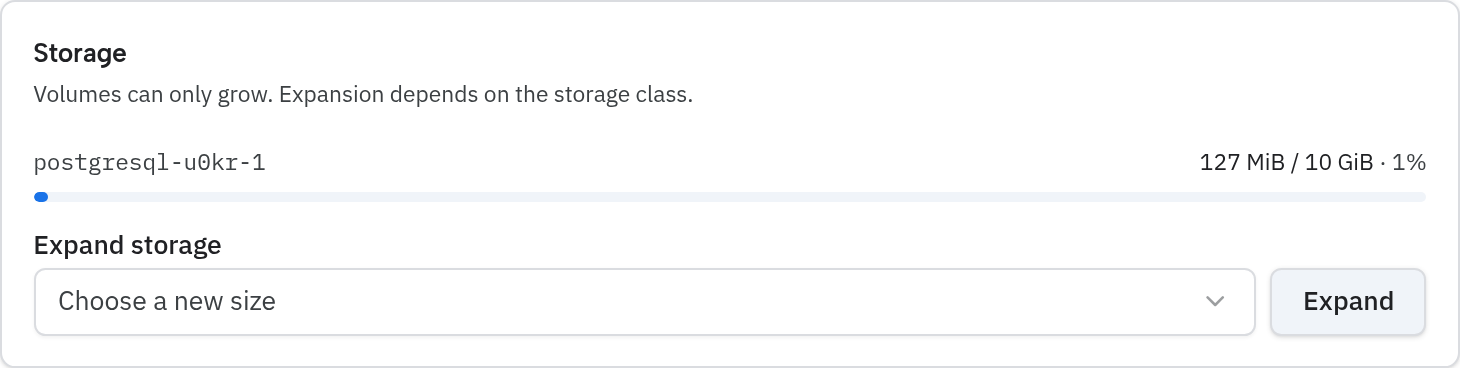 Storage
Volumes can only grow. Expansion depends on the storage class.
postgresql-u0kr-1
127 MiB / 10 GiB · 1%
Expand storage
Choose a new size
Expand